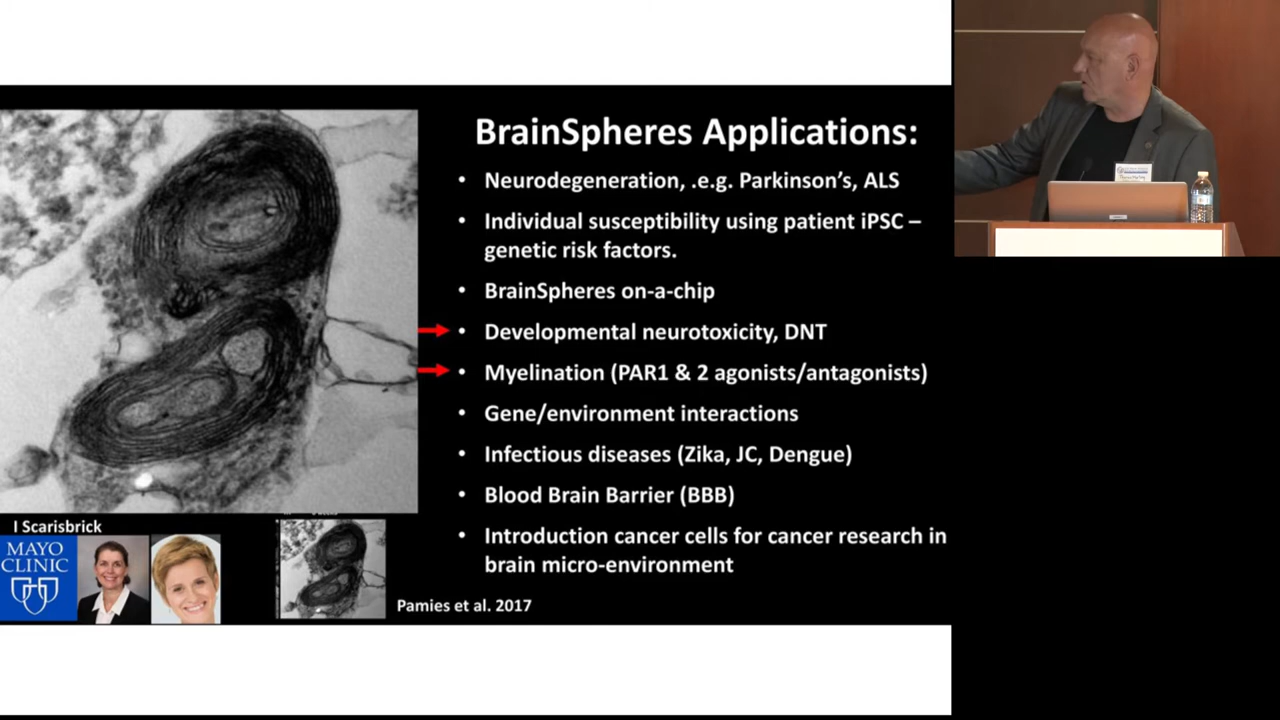 BrainSpheres Applications:
• Neurodegeneration, .e.g. Parkinson's, ALS
• Individual susceptibility using patient iPSC –
genetic risk factors.
• BrainSpheres on-a-chip
• Developmental neurotoxicity, DNT
• Myelination (PAR1 & 2 agonists/antagonists)
• Gene/environment interactions
• Infectious diseases (Zika, JC, Dengue)
• Blood Brain Barrier (BBB)
• Introduction cancer cells for cancer research in
brain micro-environment
I Scarisbrick
MAYO
CLINIC
Pamies et al. 2017